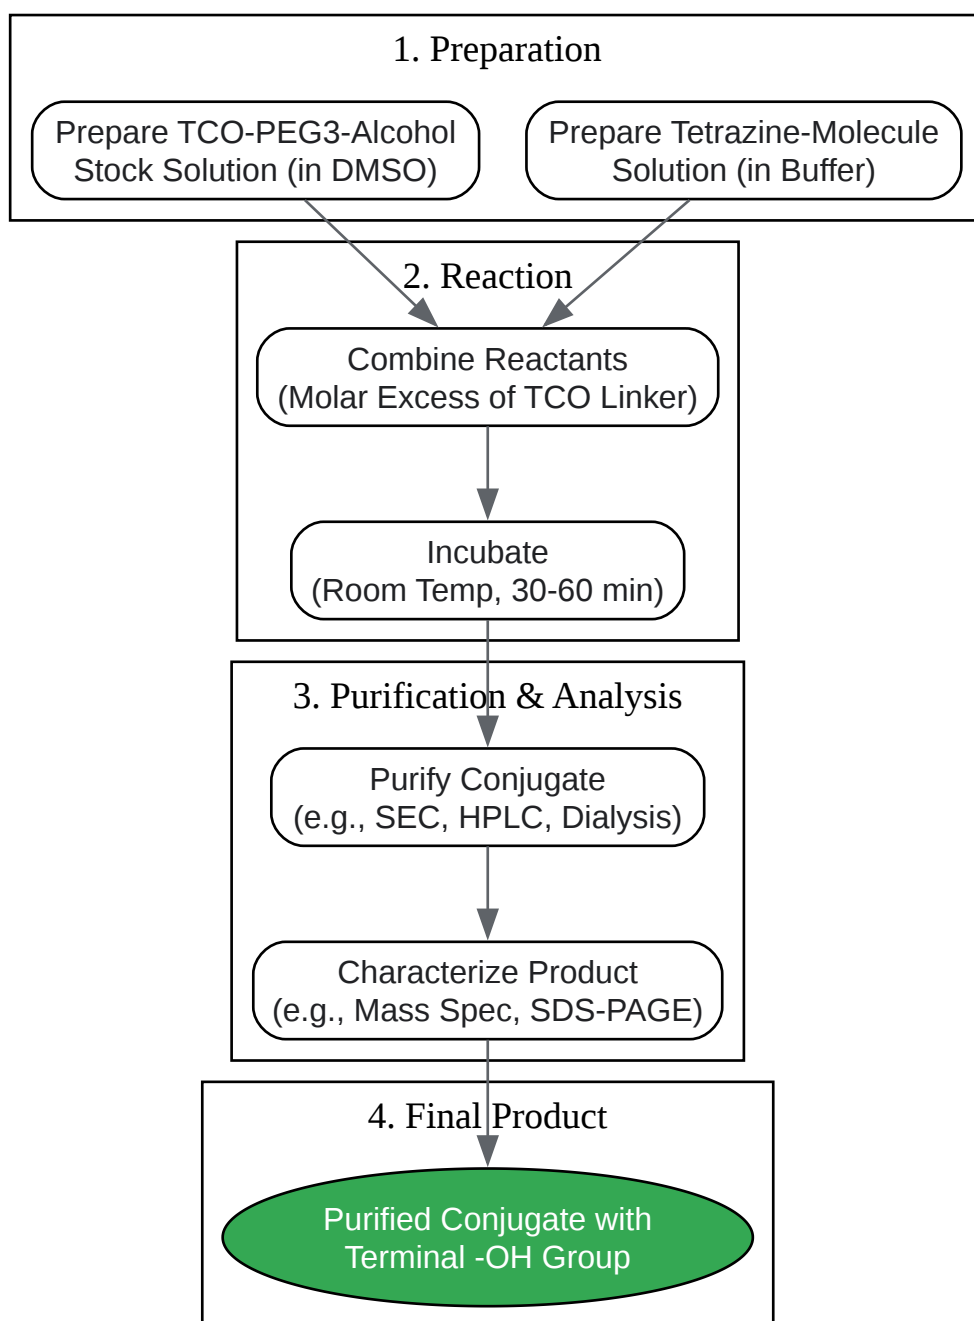 1. Preparation
Prepare TCO-PEG3-Alcohol
Stock Solution (in DMSO)
Prepare Tetrazine-Molecule
Solution (in Buffer)
2. Reaction
Combine Reactants
(Molar Excess of TCO Linker)
Incubate
(Room Temp, 30-60 min)
3. Purification & Analysis
Purify Conjugate
(e.g., SEC, HPLC, Dialysis)
Characterize Product
(e.g., Mass Spec, SDS-PAGE)
4. Final Product
Purified Conjugate with
Terminal -OH Group